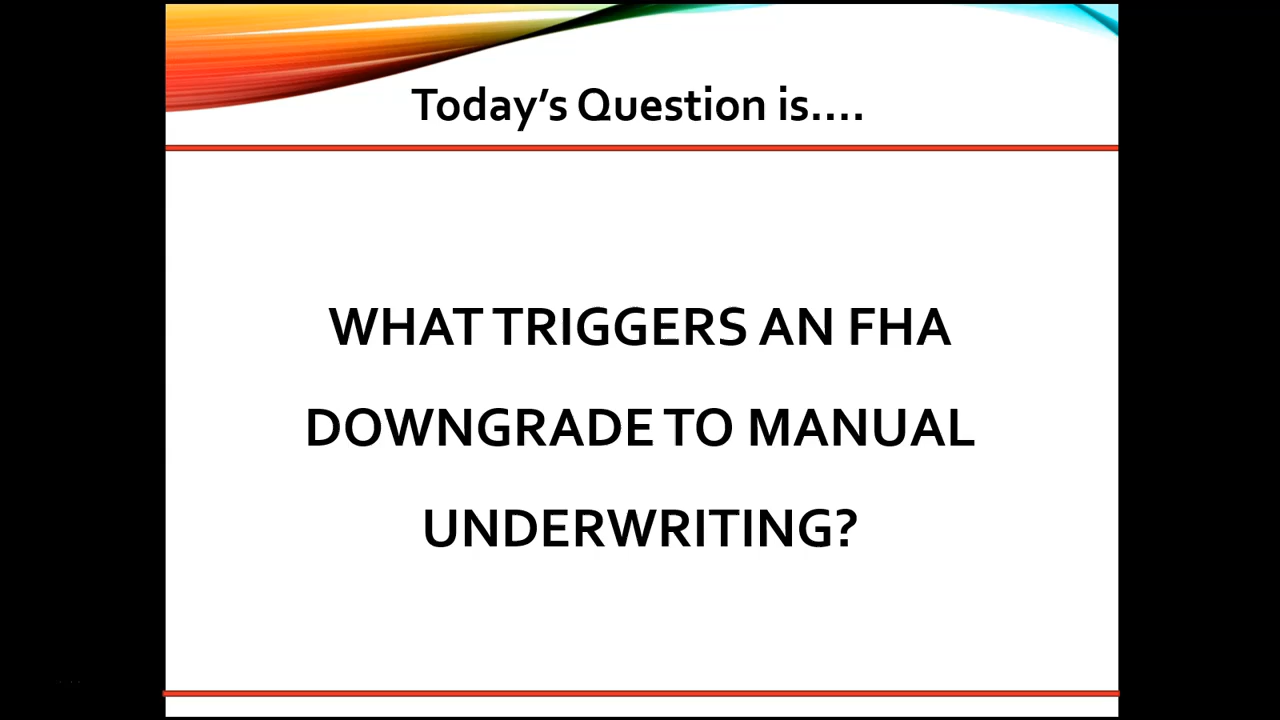 Today’s Question is....
WHAT TRIGGERS AN FHA
DOWNGRADE TO MANUAL
UNDERWRITING?